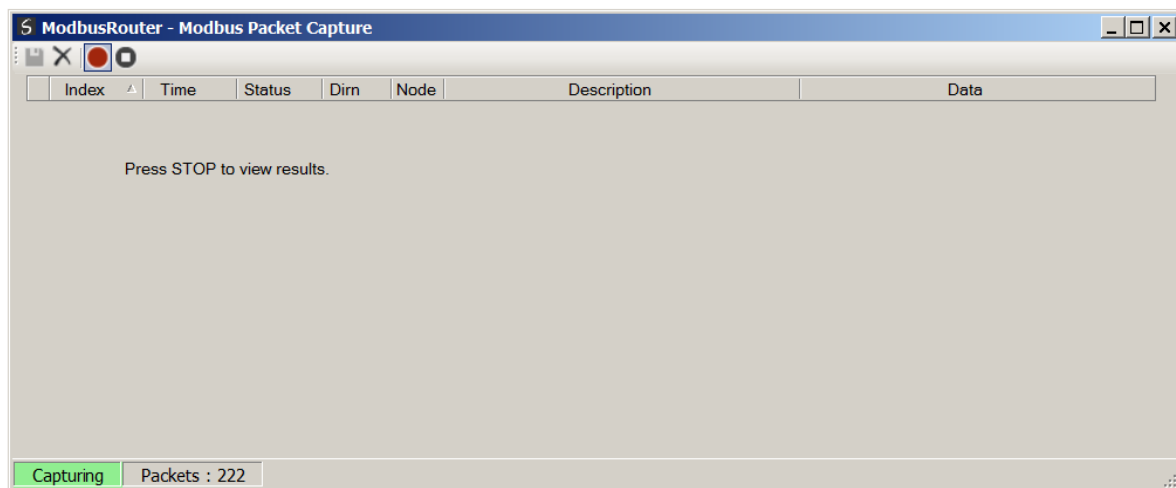 ModbusRouter - Modbus Packet Capture
Index Time Status Dirn Node Description Data
Press STOP to view results.
Capturing Packets : 222